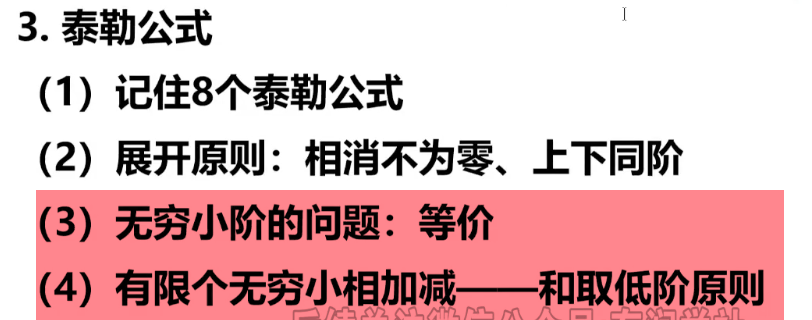 3. 泰勒公式
（1）记住8个泰勒公式
（2）展开原则：相消不为零、上下同阶
（3）无穷小阶的问题：等价
（4）有限个无穷小相加减——和取低阶原则